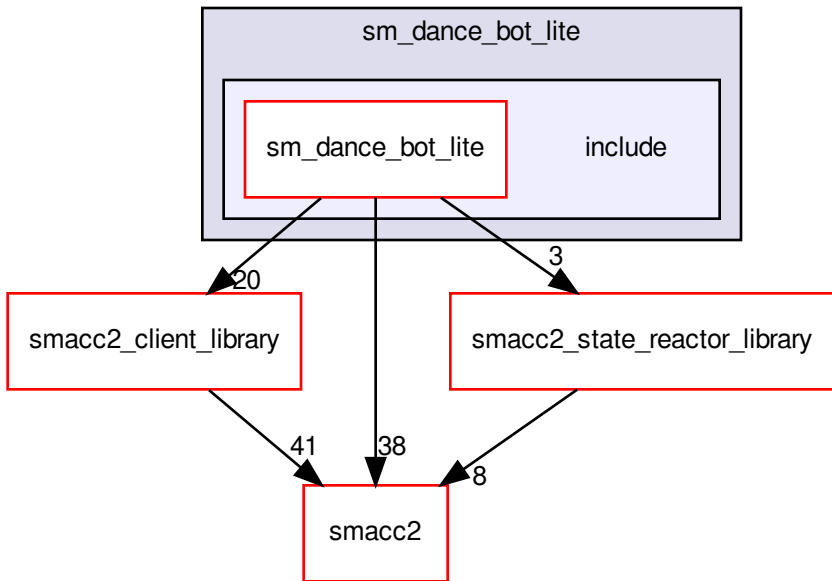 sm_dance_bot_lite
sm_dance_bot_lite
include
3
20
smacc2_client_library
smacc2_state_reactor_library
41
38
8
smacc2